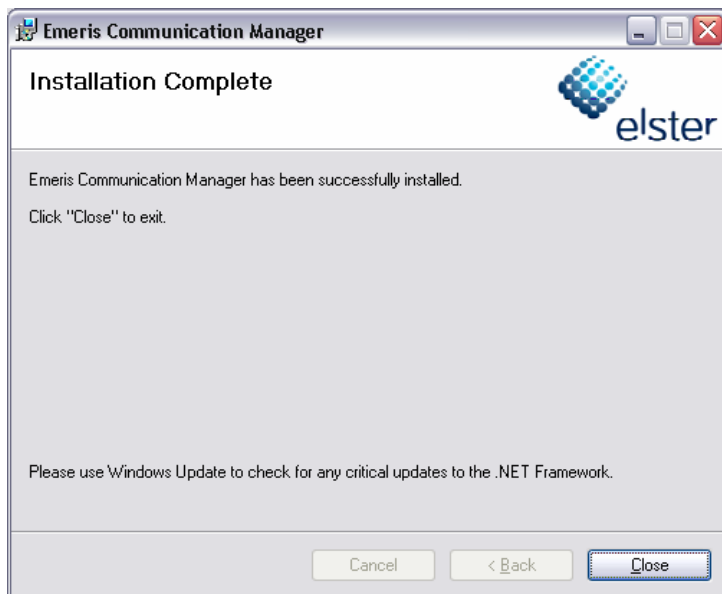 Emeris Communication Manager
Installation Complete
elster
Emeris Communication Manager has been successfully installed.
Click "Close" to exit.
Please use Windows Update to check for any critical updates to the .NET Framework.
Cancel
< Back
Close